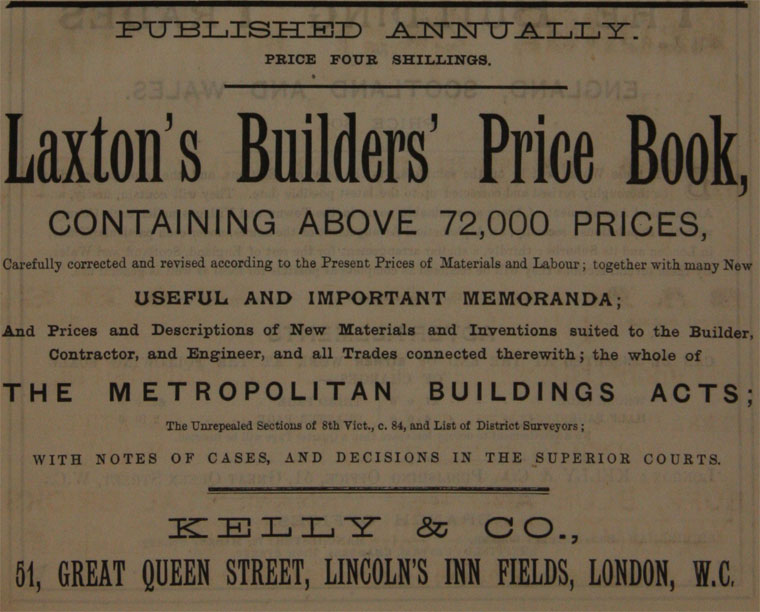 PUBLISHED ANNUALLY.
PRICE FOUR SHILLINGS.
Laxton's Builders' Price Book,
CONTAINING ABOVE 72,000 PRICES,
Carefully corrected and revised according to the Present Prices of Materials and Labour; together with many New
USEFUL AND IMPORTANT MEMORANDA;
And Prices and Descriptions of New Materials and Inventions suited to the Builder,
Contractor, and Engineer, and all Trades connected therewith; the whole of
THE METROPOLITAN BUILDINGS ACTS;
The Unrepealed Sections of 8th Vict., c. 84, and List of District Surveyors;
WITH NOTES OF CASES, AND DECISIONS IN THE SUPERIOR COURTS.
KELLY & CO.,
51, GREAT QUEEN STREET, LINCOLN'S INN FIELDS, LONDON, W.C.